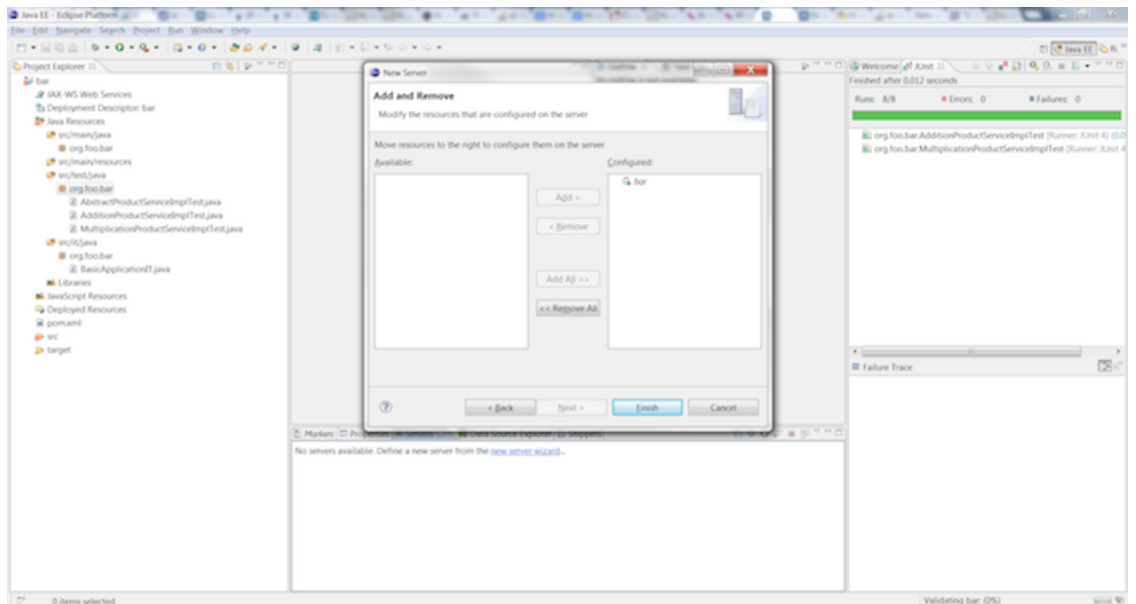 Java EE - Eclipse Platform
File Edit Navigate Search Project Run Window Help
Java EE
Project Explorer
bar
JAX-WS Web Services
Deployment Descriptor: bar
Java Resources
src/main/java
org.foo.bar
src/main/resources
src/test/java
org.foo.bar
AbstractProductServiceImplTest.java
AdditionProductServiceImplTest.java
MultiplicationProductServiceImplTest.java
src/it/java
org.foo.bar
BasicApplicationIT.java
Libraries
JavaScript Resources
Deployed Resources
pom.xml
src
target
New Server
Add and Remove
Modify the resources that are configured on the server
Move resources to the right to configure them on the server
Available:
Configured:
bar
Add >
< Remove
Add All >>
<< Remove All
< Back Next > Finish Cancel
Markers Properties Servers Data Source Explorer Snippets
No servers available. Define a new server from the new server wizard...
Welcome JUnit
Finished after 0.012 seconds
Runs: 8/8 Errors: 0 Failures: 0
org.foo.bar.AdditionProductServiceImplTest [Runner: JUnit 4] (0.0
org.foo.bar.MultiplicationProductServiceImplTest [Runner: JUnit 4
Failure Trace
0 items selected
Validating bar: (0%)